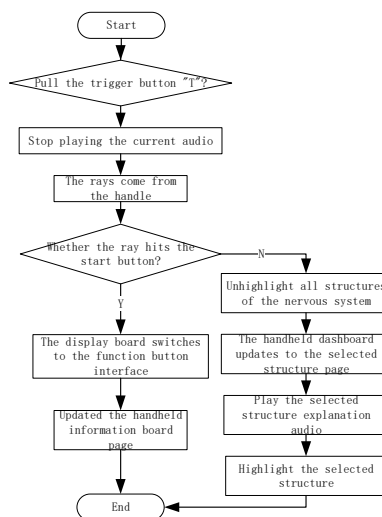 Start
Pull the trigger button "T"?
Stop playing the current audio
The rays come from
the handle
Whether the ray hits the
start button?
N
Y
Unhighlight all structures
of the nervous system
The display board switches
to the function button
interface
The handheld dashboard
updates to the selected
structure page
Updated the handheld
information board
page
Play the selected
structure explanation
audio
Highlight the selected
structure
End